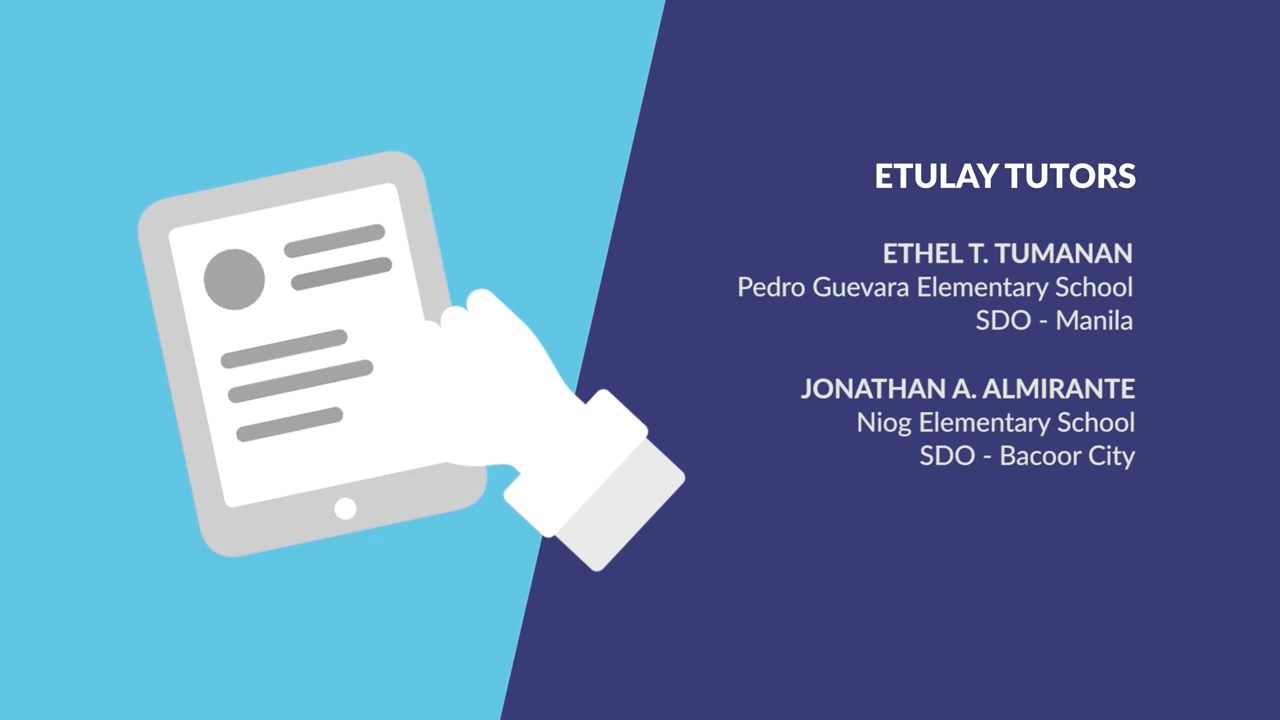 ETULAY TUTORS
ETHEL T. TUMANAN
Pedro Guevara Elementary School
SDO - Manila
JONATHAN A. ALMIRANTE
Niog Elementary School
SDO - Bacoor City